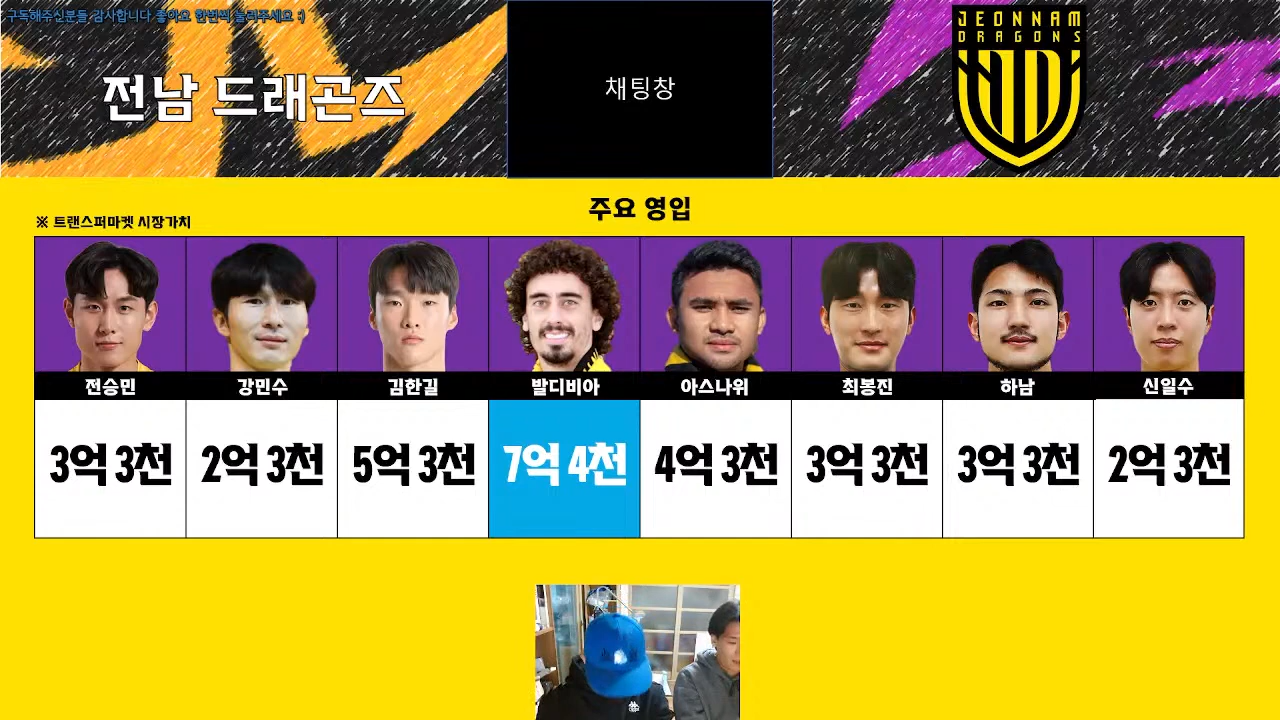 구독해주신분들 감사합니다 좋아요 한번씩 눌러주세요 :)
전남 드래곤즈
채팅창
JEONNAM
DRAGONS
주요 영입
※ 트랜스퍼마켓 시장가치
전승민 강민수 김한길 발디비아 아스나위 최봉진 하남 신일수
3억 3천 2억 3천 5억 3천 7억 4천 4억 3천 3억 3천 3억 3천 2억 3천